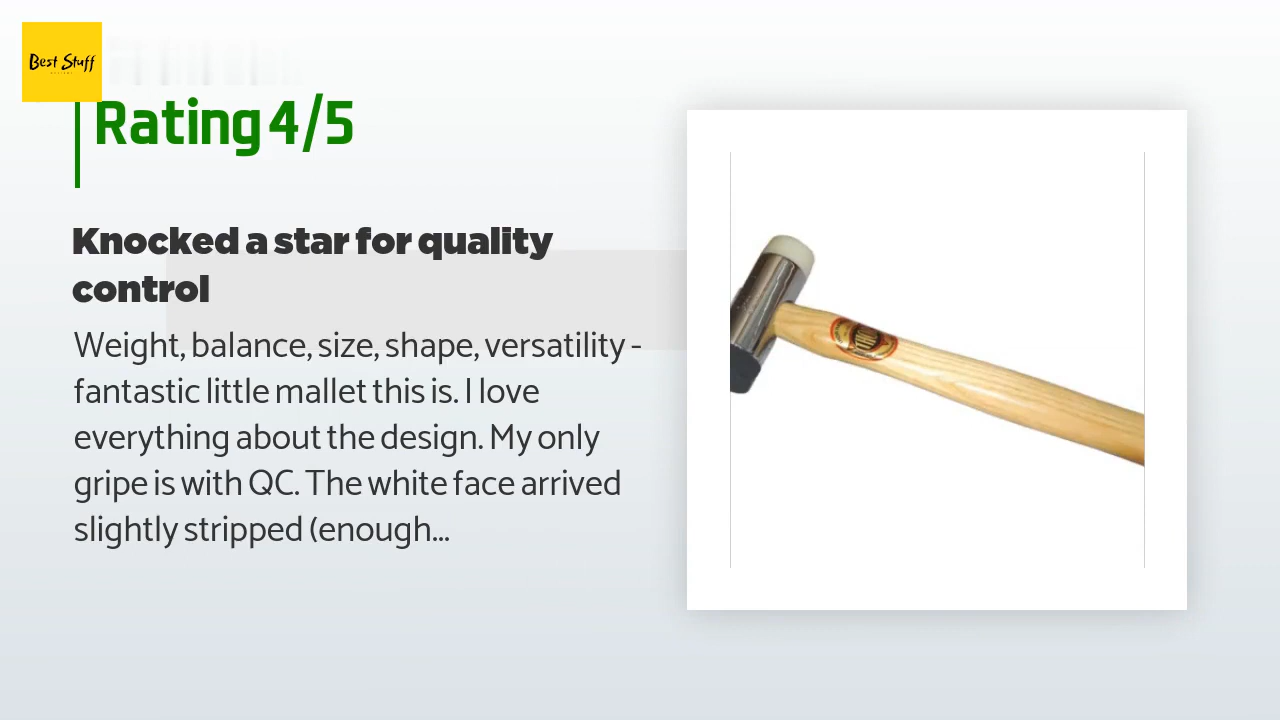 Best Stuff
Rating 4/5
Knocked a star for quality
control
Weight, balance, size, shape, versatility -
fantastic little mallet this is. I love
everything about the design. My only
gripe is with QC. The white face arrived
slightly stripped (enough...